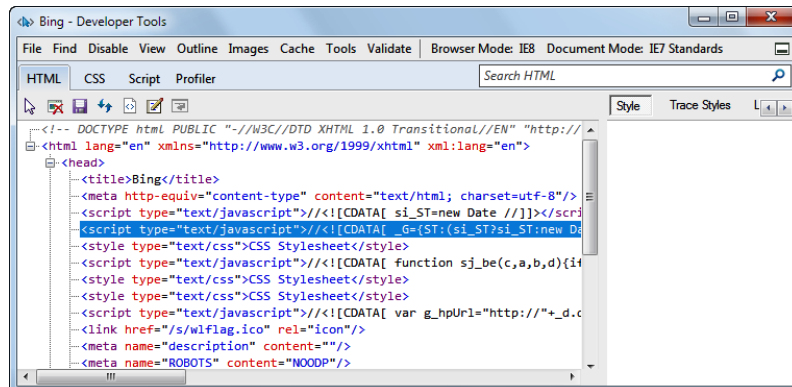 Bing - Developer Tools
File Find Disable View Outline Images Cache Tools Validate Browser Mode: IE8 Document Mode: IE7 Standards
HTML CSS Script Profiler Search HTML
Style Trace Styles L
<!-- DOCTYPE html PUBLIC "-//W3C//DTD XHTML 1.0 Transitional//EN" "http://
<html lang="en" xmlns="http://www.w3.org/1999/xhtml" xml:lang="en">
<head>
<title>Bing</title>
<meta http-equiv="content-type" content="text/html; charset=utf-8"/>
<script type="text/javascript">//<![CDATA[ si_ST=new Date //]]></scri
<script type="text/javascript">//<![CDATA[ _G={ST:(si_ST?si_ST:new Da
<style type="text/css">CSS Stylesheet</style>
<script type="text/javascript">//<![CDATA[ function sj_be(c,a,b,d){if
<style type="text/css">CSS Stylesheet</style>
<style type="text/css">CSS Stylesheet</style>
<script type="text/javascript">//<![CDATA[ var g_hpUrl="http://"+_d.d
<link href="/s/wlflag.ico" rel="icon"/>
<meta name="description" content=""/>
<meta name="ROBOTS" content="NOODP"/>